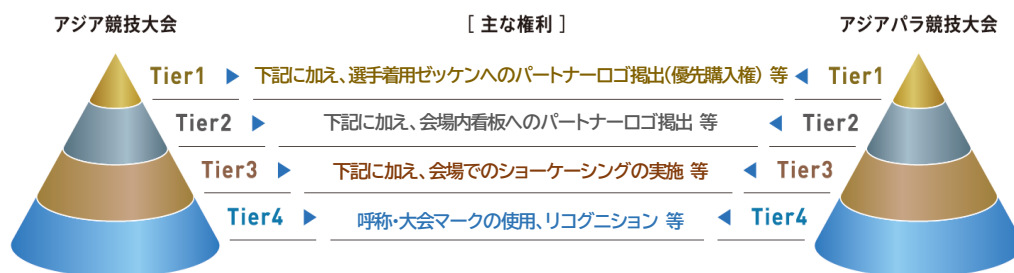 アジア競技大会 [ 主な権利 ] アジアパラ競技大会
Tier1 下記に加え、選手着用ゼッケンへのパートナーロゴ掲出(優先購入権) 等 Tier1
Tier2 下記に加え、会場内看板へのパートナーロゴ掲出 等 Tier2
Tier3 下記に加え、会場でのショーケーシングの実施 等 Tier3
Tier4 呼称・大会マークの使用、リコグニション 等 Tier4